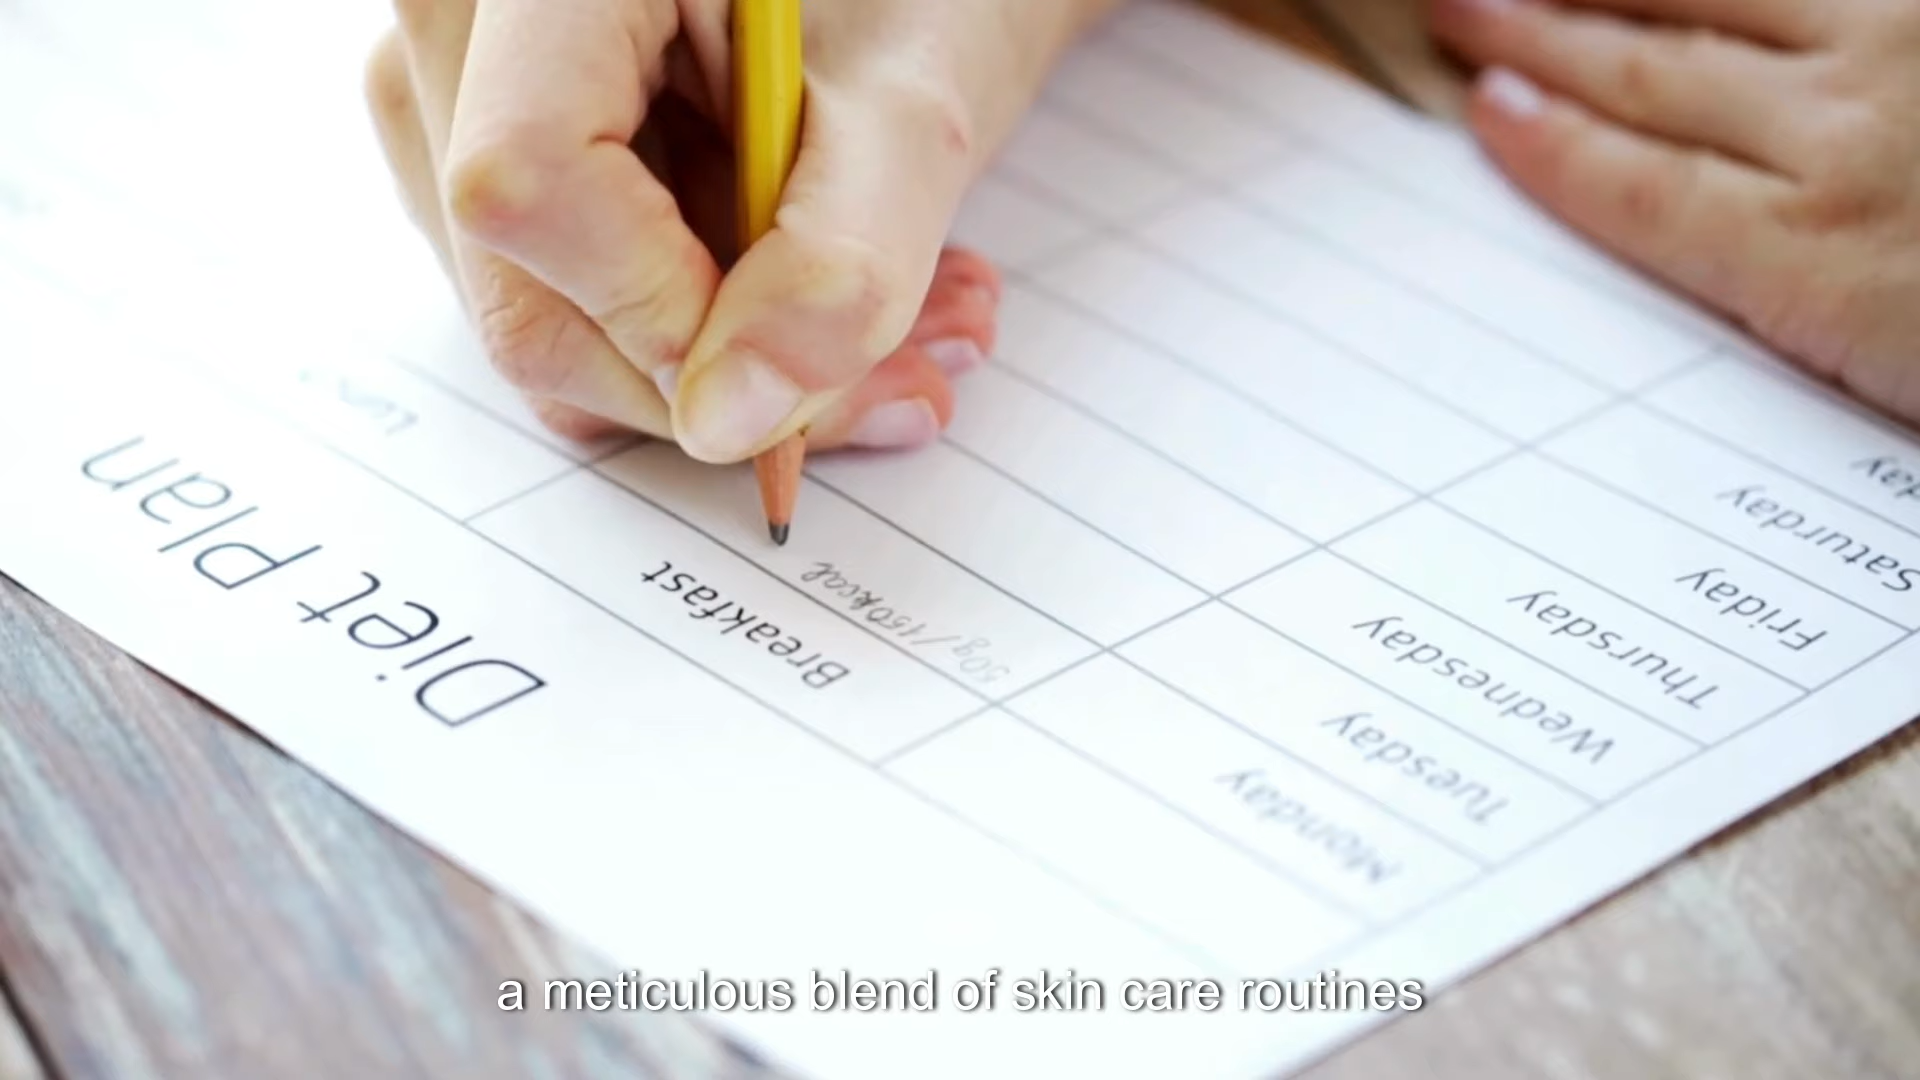 Diet Plan
Breakfast
50g/150kcal
Monday
Tuesday
Wednesday
Thursday
Friday
Saturday
a meticulous blend of skin care routines